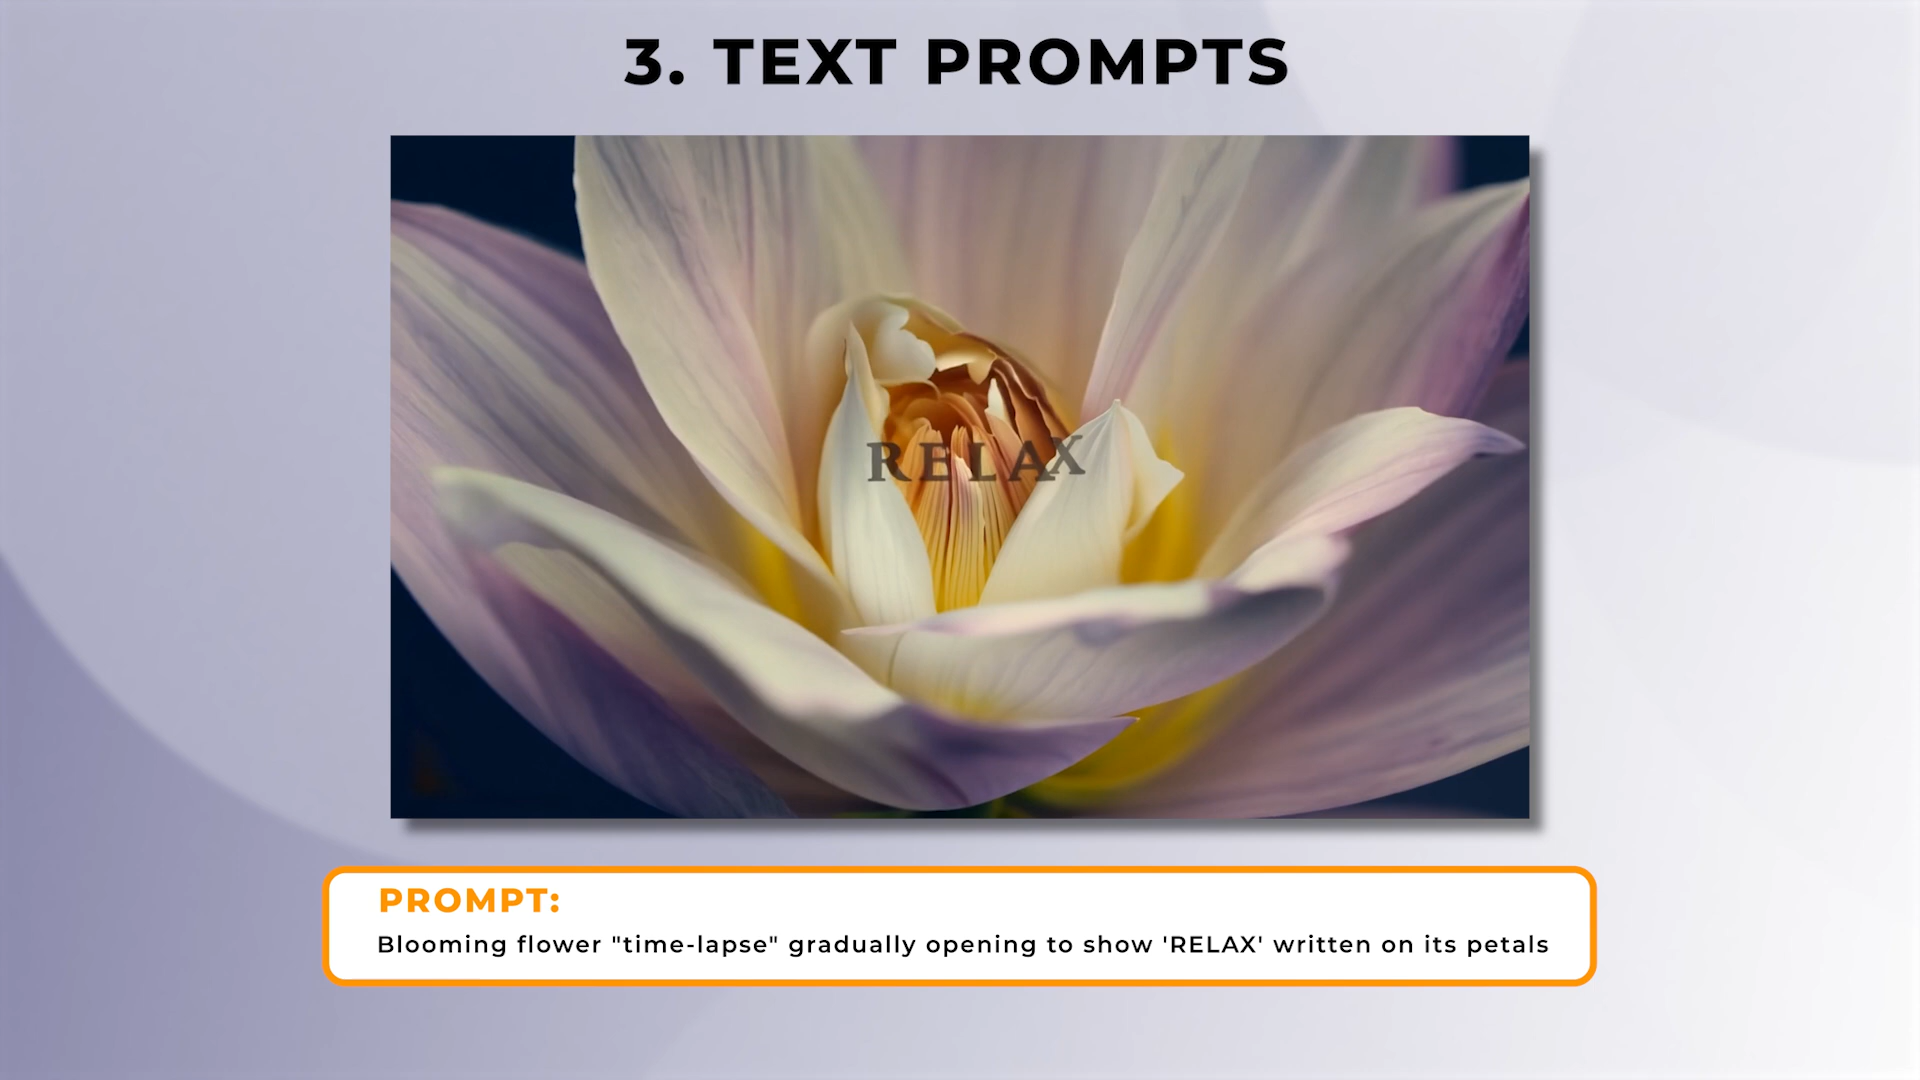 3. TEXT PROMPTS
RELAX
PROMPT:
Blooming flower "time-lapse" gradually opening to show 'RELAX' written on its petals